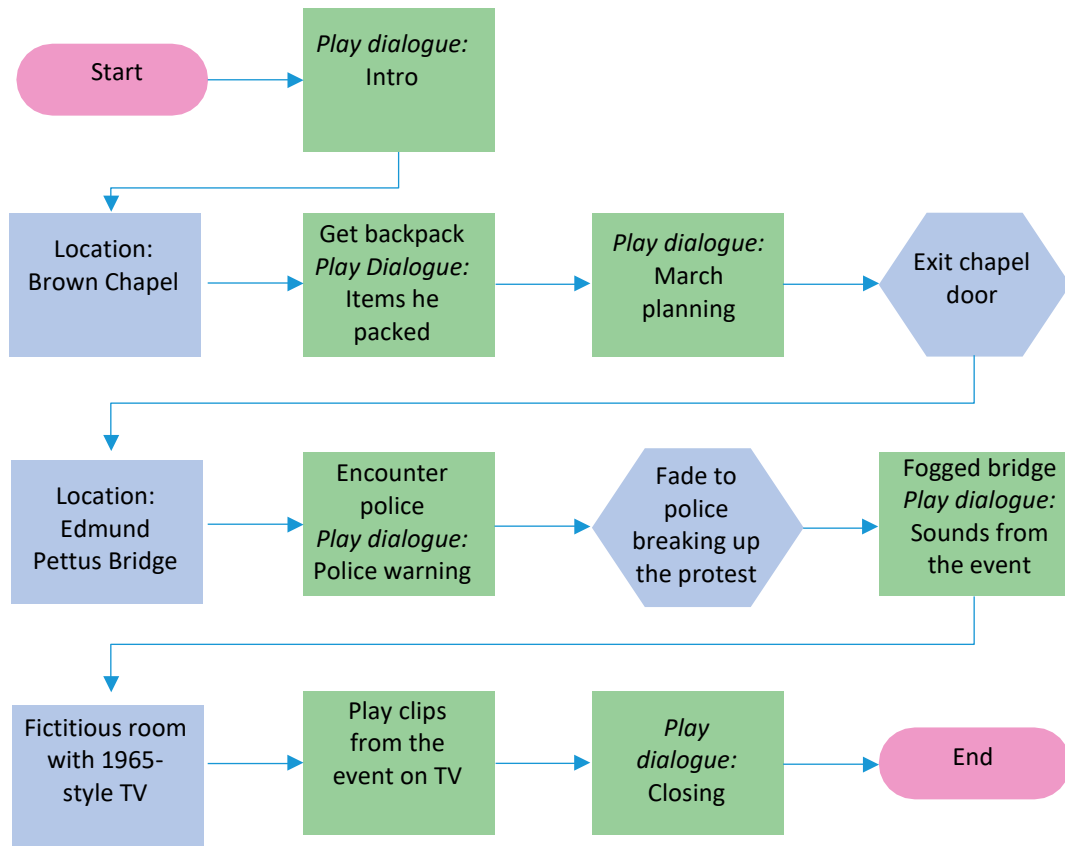 Start
Play dialogue:
Intro
Location:
Brown Chapel
Get backpack
Play Dialogue:
Items he
packed
Play dialogue:
March
planning
Exit chapel
door
Location:
Edmund
Pettus Bridge
Encounter
police
Play dialogue:
Police warning
Fade to
police
breaking up
the protest
Fogged bridge
Play dialogue:
Sounds from
the event
Fictitious room
with 1965-
style TV
Play clips
from the
event on TV
Play
dialogue:
Closing
End